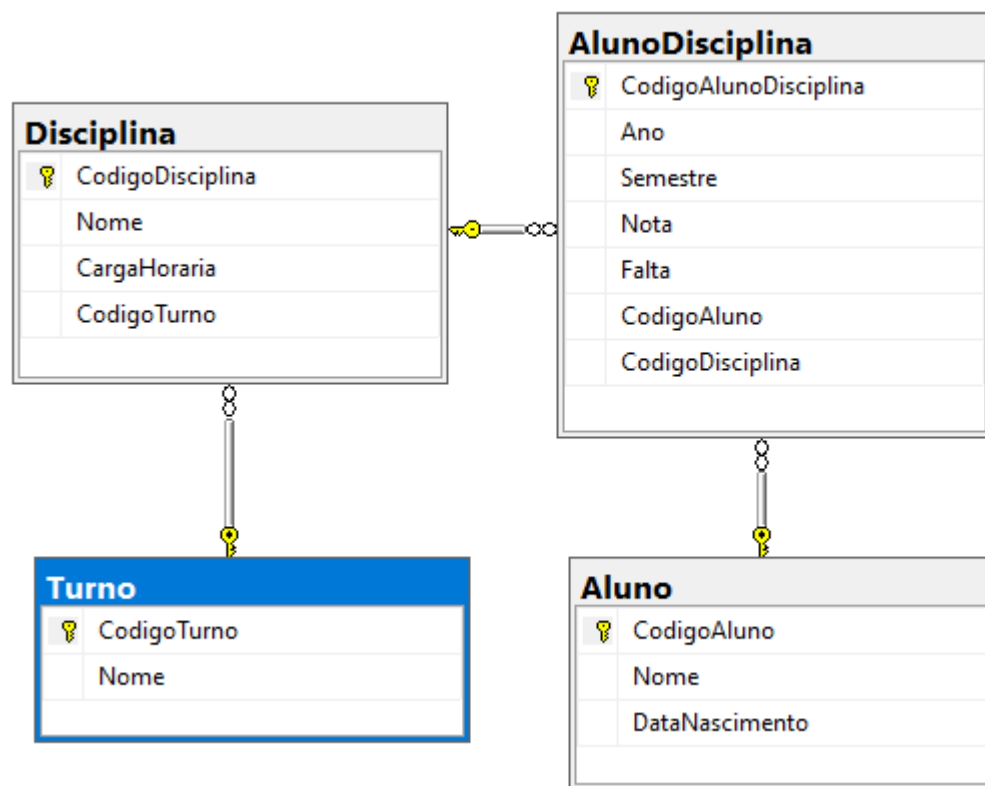 Disciplina
CodigoDisciplina
Nome
CargaHoraria
CodigoTurno
AlunoDisciplina
CodigoAlunoDisciplina
Ano
Semestre
Nota
Falta
CodigoAluno
CodigoDisciplina
Turno
CodigoTurno
Nome
Aluno
CodigoAluno
Nome
DataNascimento